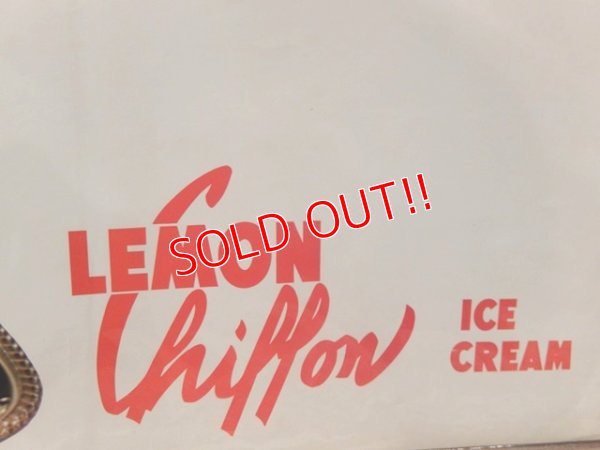 SOLD OUT!!
LEMON
Chiffon
ICE
CREAM